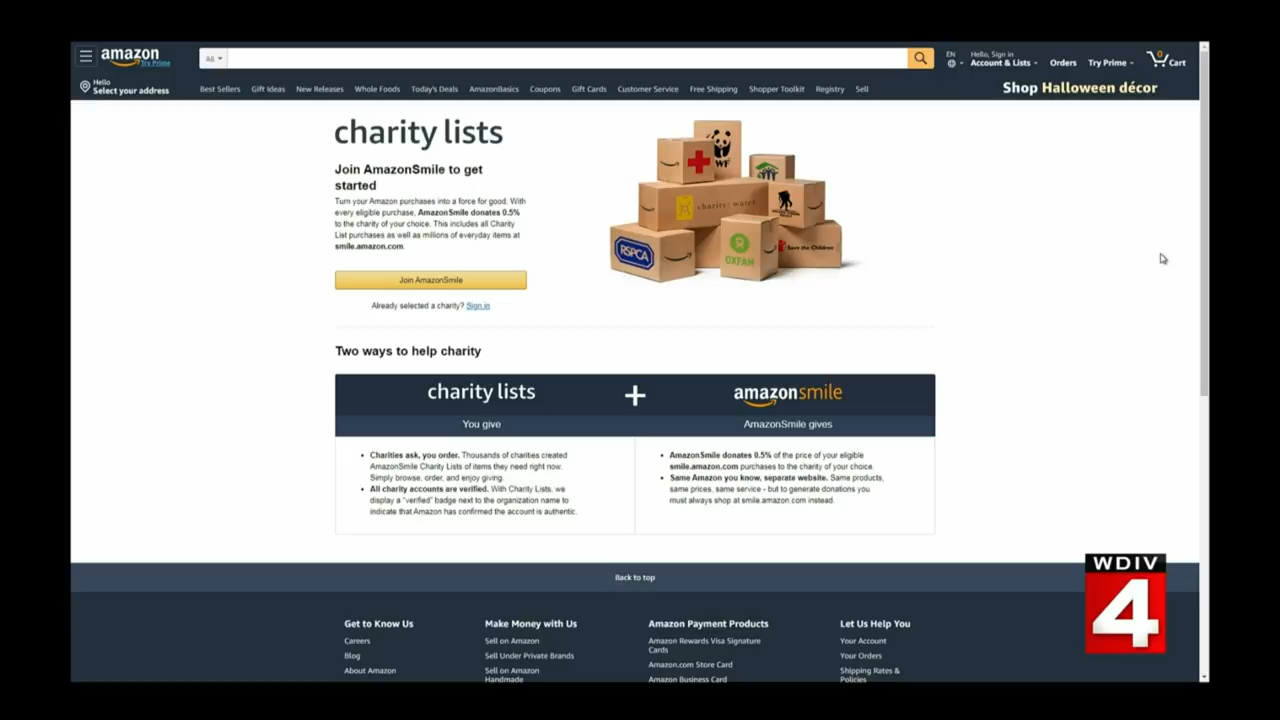 amazon
Try Prime
All
EN
Hello, Sign in
Account & Lists
Orders
Try Prime
0
Cart
Hello
Select your address
Best Sellers Gift Ideas New Releases Whole Foods Today's Deals AmazonBasics Coupons Gift Cards Customer Service Free Shipping Shopper Toolkit Registry Sell
Shop Halloween décor
charity lists
Join AmazonSmile to get
started
Turn your Amazon purchases into a force for good. With
every eligible purchase, AmazonSmile donates 0.5%
to the charity of your choice. This includes all Charity
List purchases as well as millions of everyday items at
smile.amazon.com.
Join AmazonSmile
Already selected a charity? Sign in
WF
charity: water
RSPCA
OXFAM
Save the Children
Two ways to help charity
charity lists + amazonsmile
You give
AmazonSmile gives
• Charities ask, you order. Thousands of charities created
AmazonSmile Charity Lists of items they need right now.
Simply browse, order, and enjoy giving.
• All charity accounts are verified. With Charity Lists, we
display a "verified" badge next to the organization name to
indicate that Amazon has confirmed the account is authentic.
• AmazonSmile donates 0.5% of the price of your eligible
smile.amazon.com purchases to the charity of your choice.
• Same Amazon you know, separate website. Same products,
same prices, same service - but to generate donations you
must always shop at smile.amazon.com instead.
Back to top
Get to Know Us
Careers
Blog
About Amazon
Make Money with Us
Sell on Amazon
Sell Under Private Brands
Sell on Amazon
Handmade
Amazon Payment Products
Amazon Rewards Visa Signature
Cards
Amazon.com Store Card
Amazon Business Card
Let Us Help You
Your Account
Your Orders
Shipping Rates &
Policies
WDIV
4